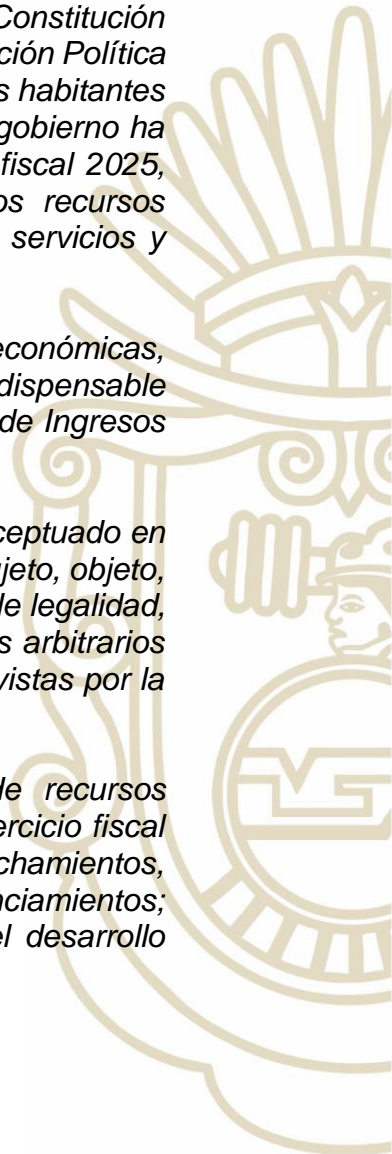 Constitución
ción Política
s habitantes
gobierno ha
fiscal 2025,
os recursos
servicios y
económicas,
dispensable
de Ingresos
ceptuado en
jeto, objeto,
de legalidad,
s arbitrarios
vistas por la
de recursos
ercicio fiscal
chamientos,
nciamientos;
el desarrollo